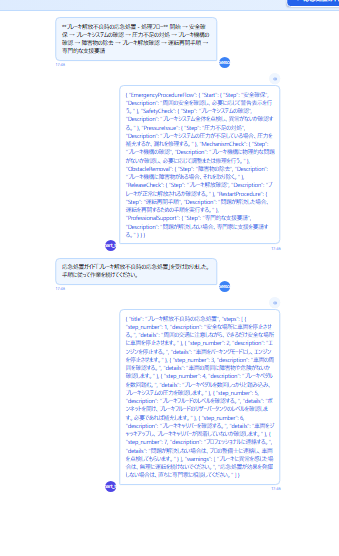 **ブレーキ解放不良時の応急処置 - 処理フロー** 開始 → 安全確
保 → ブレーキシステムの確認 → 圧力不足の対処 → ブレーキ機構の
確認 → 障害物の除去 → ブレーキ解放確認 → 運転再開手順 →
専門的な支援要請
{ "EmergencyProcedureFlow": { "Start": { "Step": "安全確保",
"Description": "周囲の安全を確認し、必要に応じて警告表示を行
う。" }, "SafetyCheck": { "Step": "ブレーキシステムの確認",
"Description": "ブレーキシステム全体を点検し、異常がないか確認す
る。" }, "PressureIssue": { "Step": "圧力不足の対処",
"Description": "ブレーキシステムの圧力が不足している場合、圧力を
補充するか、漏れを修理する。" }, "MechanismCheck": { "Step":
"ブレーキ機構の確認", "Description": "ブレーキ機構に物理的な問題
がないか確認し、必要に応じて調整または修理を行う。" },
"ObstacleRemoval": { "Step": "障害物の除去", "Description":
"ブレーキ機構に障害物がある場合、それを取り除く。" },
"ReleaseCheck": { "Step": "ブレーキ解放確認", "Description": "ブレ
ーキが正常に解放されるか確認する。" }, "RestartProcedure": {
"Step": "運転再開手順", "Description": "問題が解決した場合、
運転を再開するための手順を実行する。" },
"ProfessionalSupport": { "Step": "専門的な支援要請",
"Description": "問題が解決しない場合、専門家に支援を要請す
る。" } } }
応急処置ガイド「ブレーキ解放不良時の応急処置」を受け取りました。
手順に従って作業を続けてください。
{ "title": "ブレーキ解放不良時の応急処置", "steps": [ {
"step_number": 1, "description": "安全な場所に車両を停止させ
る。", "details": "周囲の交通に注意しながら、できるだけ安全な場所
に車両を停止させます。" }, { "step_number": 2, "description": "エ
ンジンを停止する。", "details": "車両をパーキングモードにし、エンジン
を停止します。" }, { "step_number": 3, "description": "車両の周
囲を確認する。", "details": "車両の周囲に障害物や危険がないか
確認します。" }, { "step_number": 4, "description": "ブレーキペダル
を数回踏む。", "details": "ブレーキペダルを数回しっかりと踏み込み、
ブレーキシステムの圧力を確認します。" }, { "step_number": 5,
"description": "ブレーキフルードのレベルを確認する。", "details": "ボ
ンネットを開け、ブレーキフルードのリザーバータンクのレベルを確認しま
す。必要であれば補充します。" }, { "step_number": 6,
"description": "ブレーキキャリパーを確認する。", "details": "車両をジ
ャッキアップし、ブレーキキャリパーが固着していないか確認します。" }, {
"step_number": 7, "description": "プロフェッショナルに連絡する。",
"details": "問題が解決しない場合は、プロの整備士に連絡し、車両
を点検してもらいます。" } ], "warnings": [ "ブレーキに異常を感じた場
合は、無理に運転を続けないでください。", "応急処置が効果を発揮
しない場合は、直ちに専門家に相談してください。" ] }